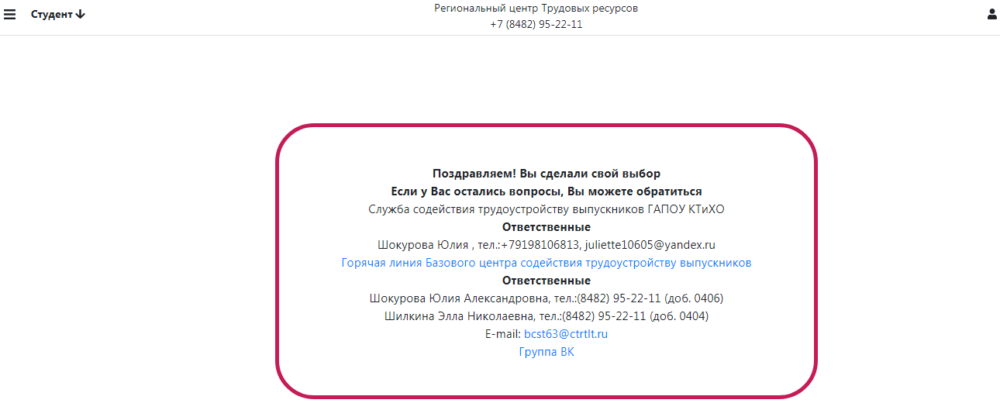 Студент
Региональный центр Трудовых ресурсов
+7 (8482) 95-22-11
Поздравляем! Вы сделали свой выбор
Если у Вас остались вопросы, Вы можете обратиться
Служба содействия трудоустройству выпускников ГАПОУ КТиХО
Ответственные
Шокурова Юлия , тел.:+79198106813, juliette10605@yandex.ru
Горячая линия Базового центра содействия трудоустройству выпускников
Ответственные
Шокурова Юлия Александровна, тел.:(8482) 95-22-11 (доб. 0406)
Шилкина Элла Николаевна, тел.:(8482) 95-22-11 (доб. 0404)
E-mail: bcst63@ctrtlt.ru
Группа ВК